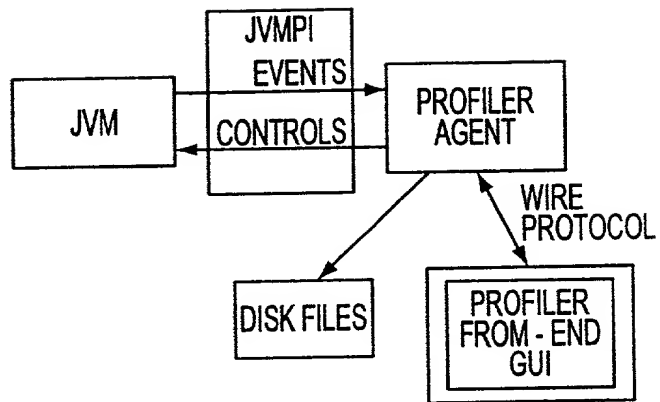 JVMPI
EVENTS
JVM
CONTROLS
PROFILER
AGENT
WIRE
PROTOCOL
DISK FILES
PROFILER
FROM - END
GUI